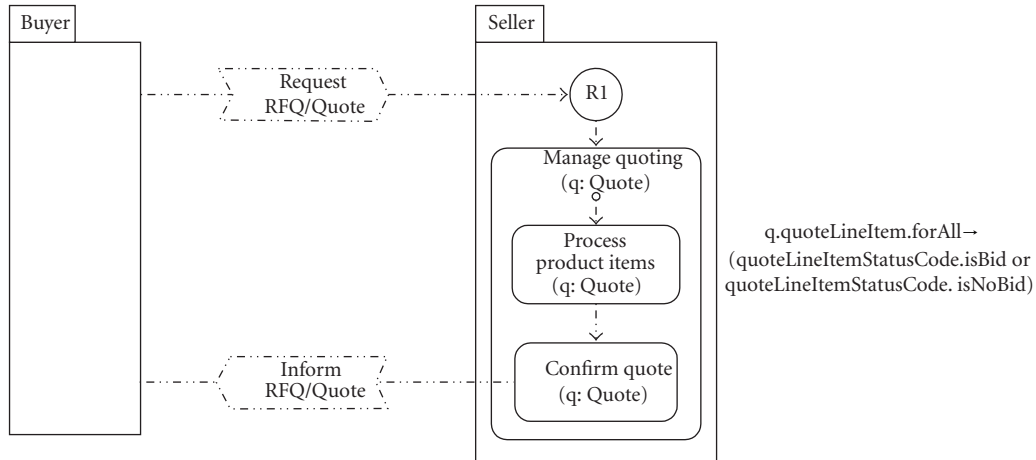 Buyer
Seller
Request
RFQ/Quote
R1
Manage quoting
(q: Quote)
Process
product items
(q: Quote)
q.quoteLineItem.forAll→
(quoteLineItemStatusCode.isBid or
quoteLineItemStatusCode. isNoBid)
Inform
RFQ/Quote
Confirm quote
(q: Quote)